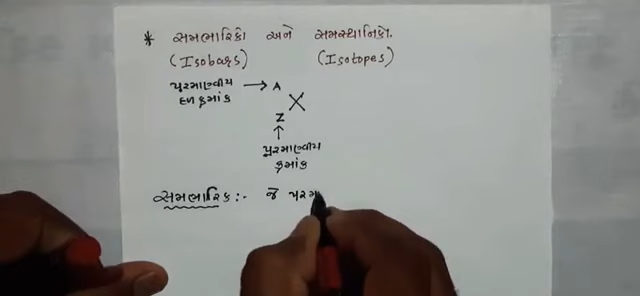 * સમભારિકો અને સમસ્થાનિકો.
(Isobars) (Isotopes)
પરમાણ્વીય → A
દળ ક્રમાંક
X
Z
↑
પરમાણ્વીય
ક્રમાંક
સમભારિક :- જે પરમા